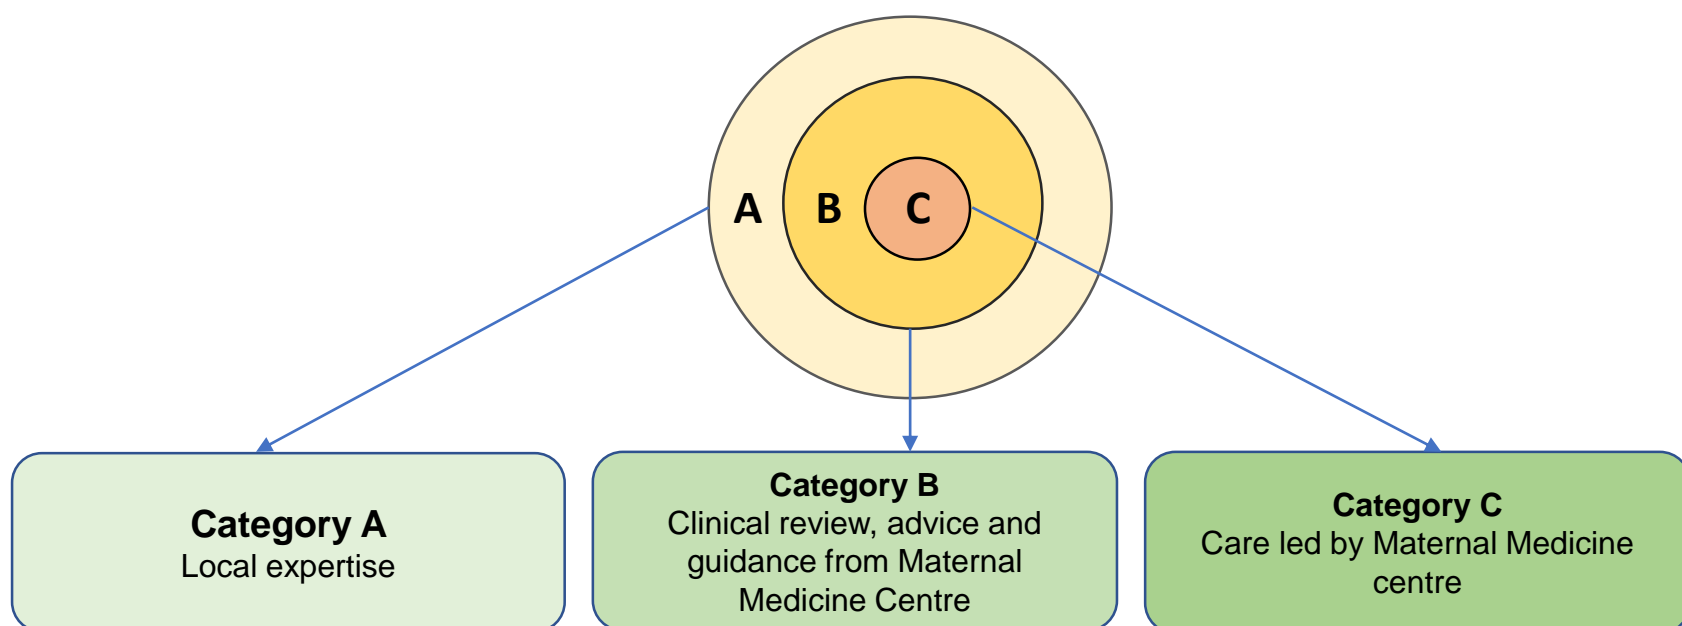 A B C
Category A
Local expertise
Category B
Clinical review, advice and
guidance from Maternal
Medicine Centre
Category C
Care led by Maternal Medicine
centre